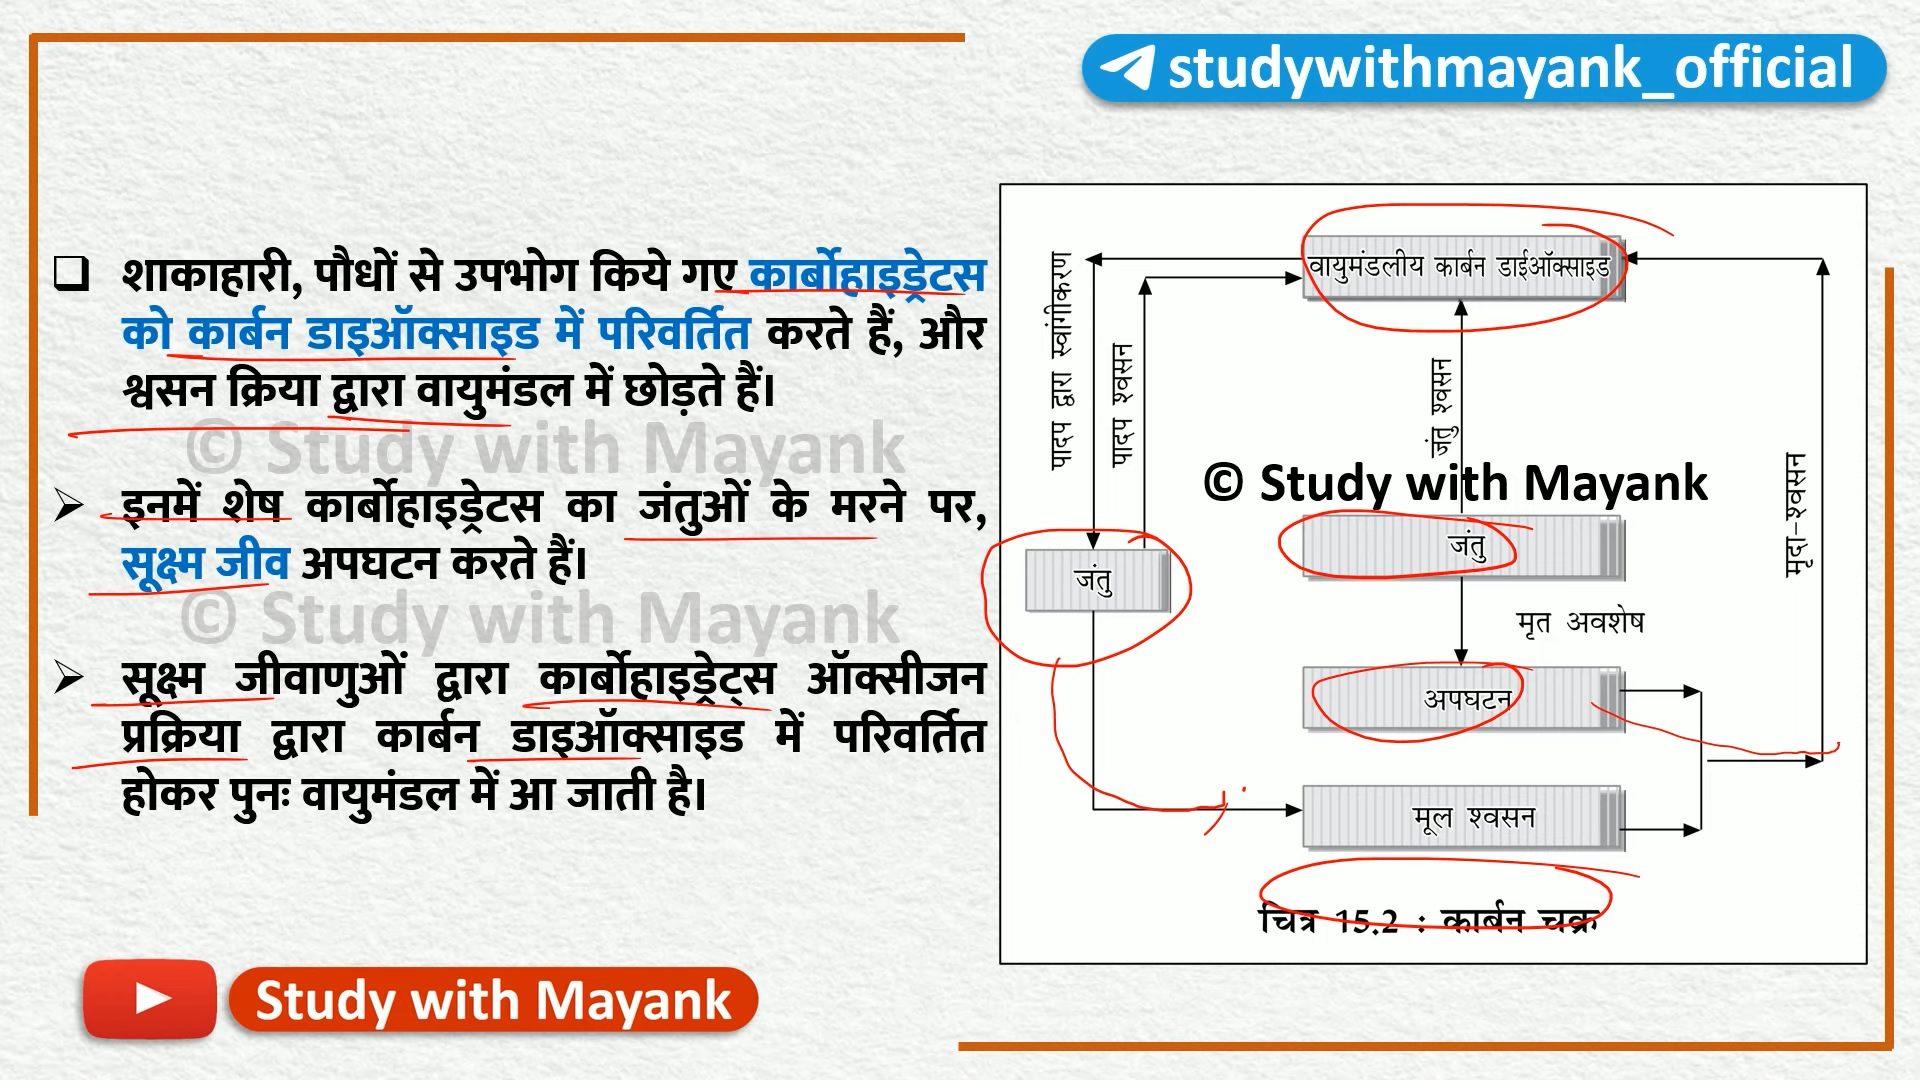 studywithmayank_official
शाकाहारी, पौधों से उपभोग किये गए कार्बोहाइड्रेटस
को कार्बन डाइऑक्साइड में परिवर्तित करते हैं, और
श्वसन क्रिया द्वारा वायुमंडल में छोड़ते हैं।
© Study with Mayank
इनमें शेष कार्बोहाइड्रेटस का जंतुओं के मरने पर,
सूक्ष्म जीव अपघटन करते हैं।
© Study with Mayank
सूक्ष्म जीवाणुओं द्वारा कार्बोहाइड्रेट्स ऑक्सीजन
प्रक्रिया द्वारा कार्बन डाइऑक्साइड में परिवर्तित
होकर पुनः वायुमंडल में आ जाती है।
वायुमंडलीय कार्बन डाईऑक्साइड
पादप द्वारा स्वांगीकरण
पादप श्वसन
जंतु श्वसन
मृदा-श्वसन
© Study with Mayank
जंतु
जंतु
मृत अवशेष
अपघटन
मूल श्वसन
चित्र 15.2 : कार्बन चक्र
Study with Mayank